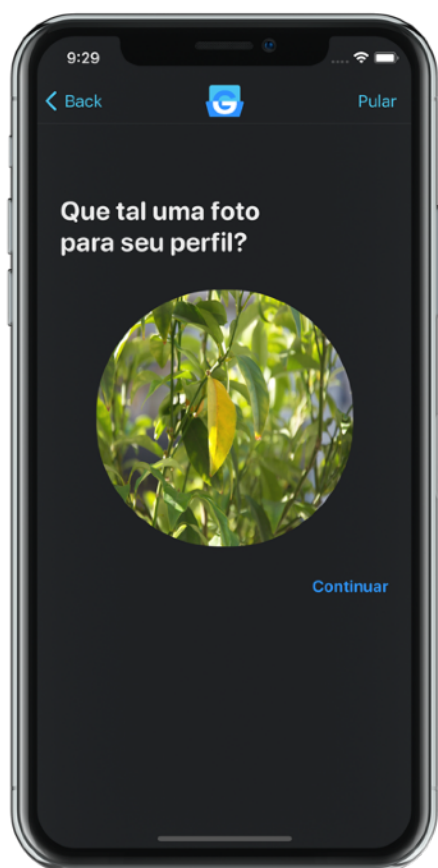 9:29
Back
G
Pular
Que tal uma foto
para seu perfil?
Continuar